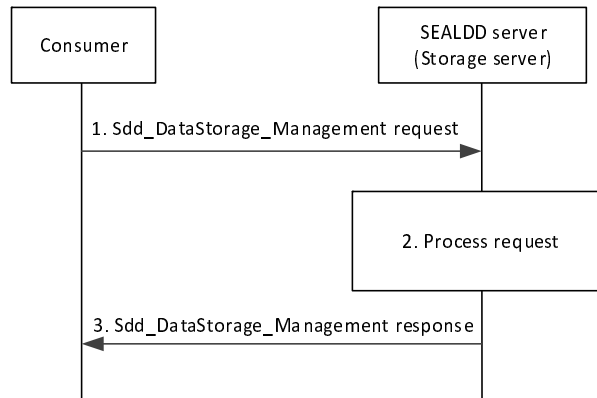 Consumer
SEALDD server
(Storage server)
1. Sdd_DataStorage_Management request
2. Process request
3. Sdd_DataStorage_Management response